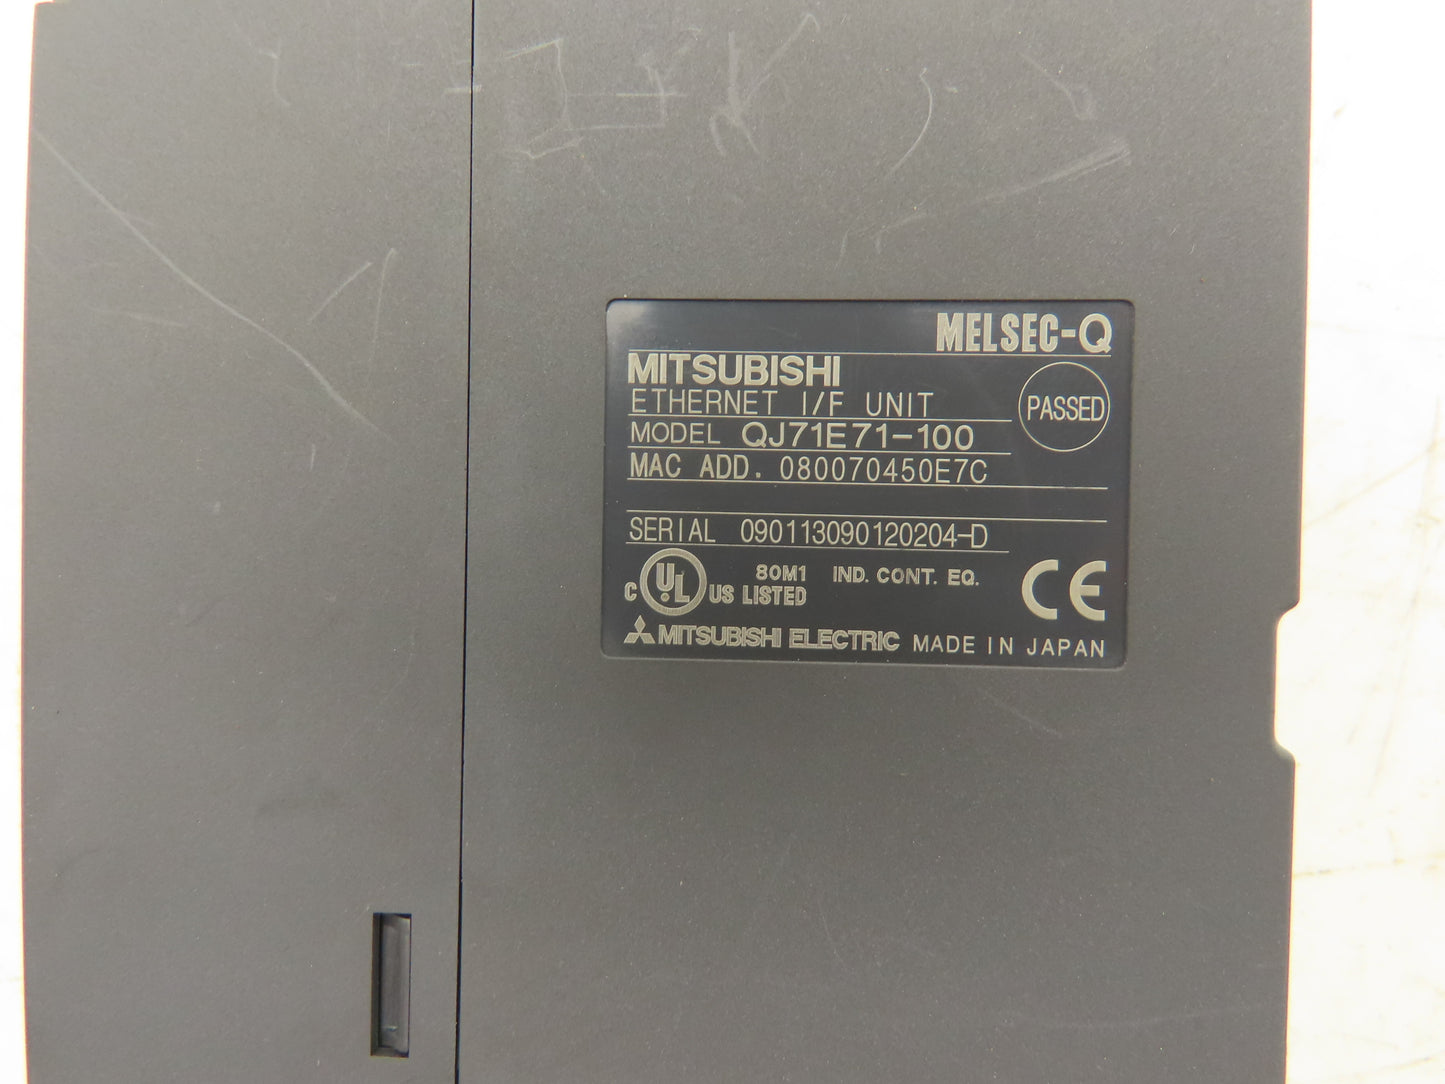 MELSEC-Q
MITSUBISHI
ETHERNET I/F UNIT
PASSED
MODEL QJ71E71-100
MAC ADD. 080070450E7C
SERIAL 090113090120204-D
C UL US LISTED 80M1 IND. CONT. EQ.
CE
MITSUBISHI ELECTRIC MADE IN JAPAN